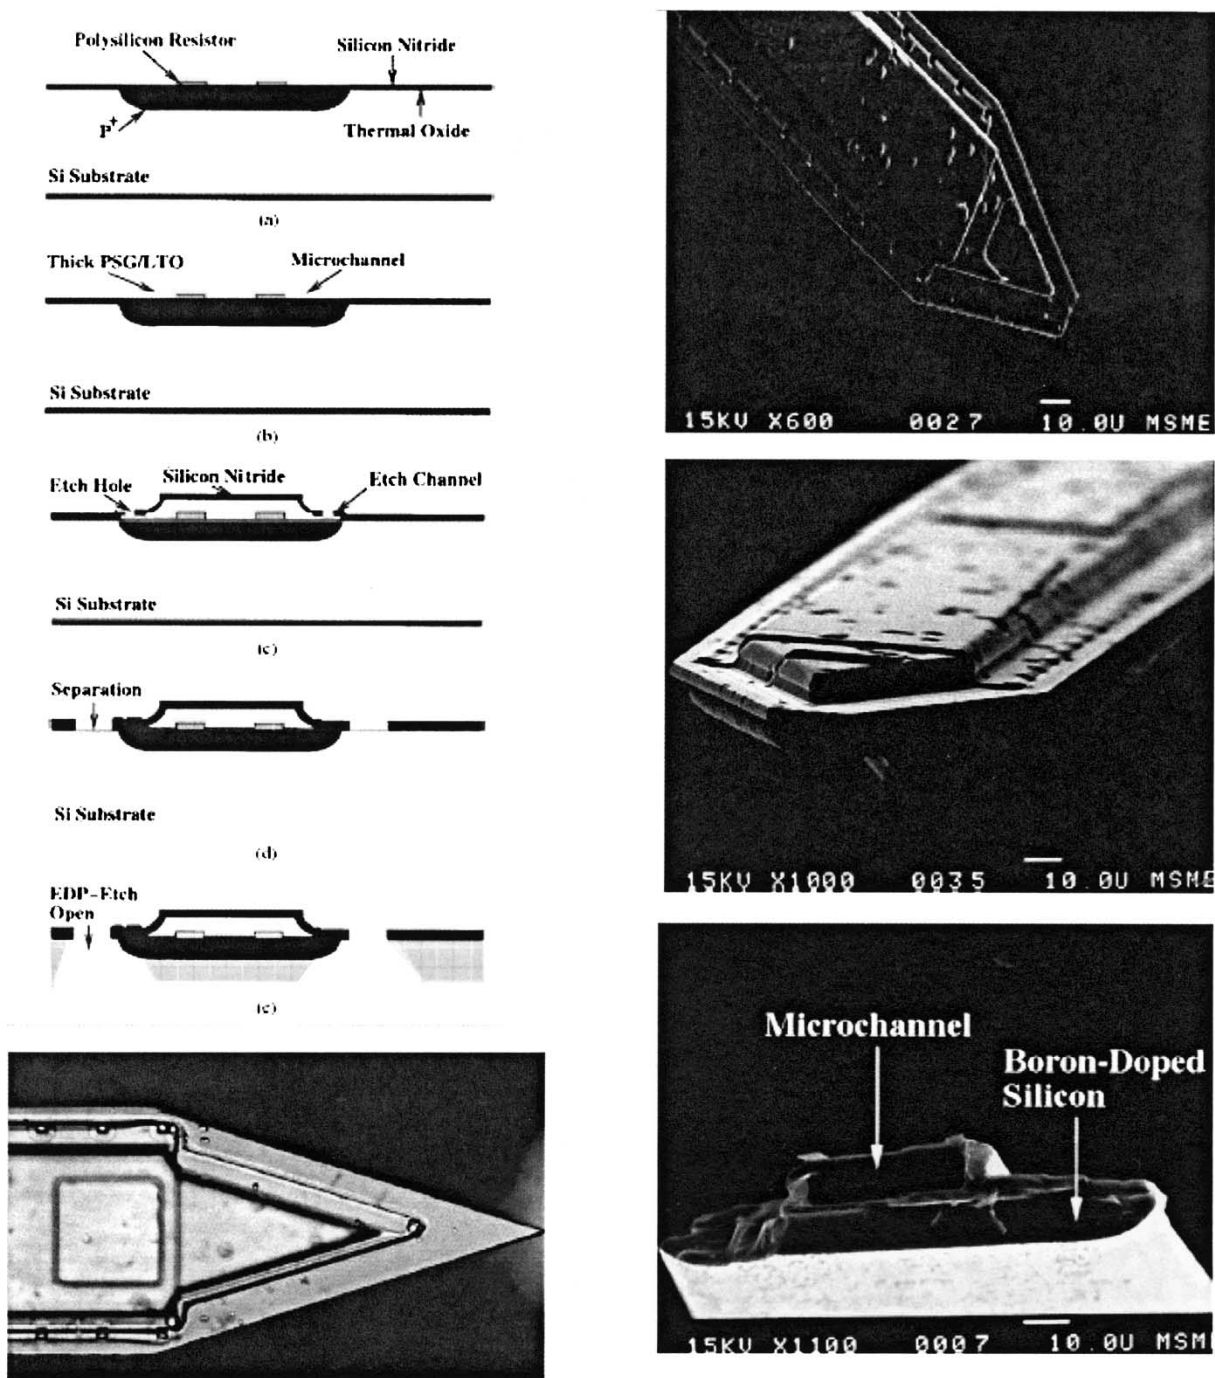 Polysilicon Resistor
Silicon Nitride
P+
Thermal Oxide
Si Substrate
(a)
Thick PSG/LTO
Microchannel
Si Substrate
(b)
Silicon Nitride
Etch Hole
Etch Channel
Si Substrate
(c)
Separation
Si Substrate
(d)
EDP-Etch
Open
(e)
15KV X600 0027 10.0U MSME
15KV X1000 0035 10.0U MSME
Microchannel
Boron-Doped
Silicon
15KV X1100 0007 10.0U MSME